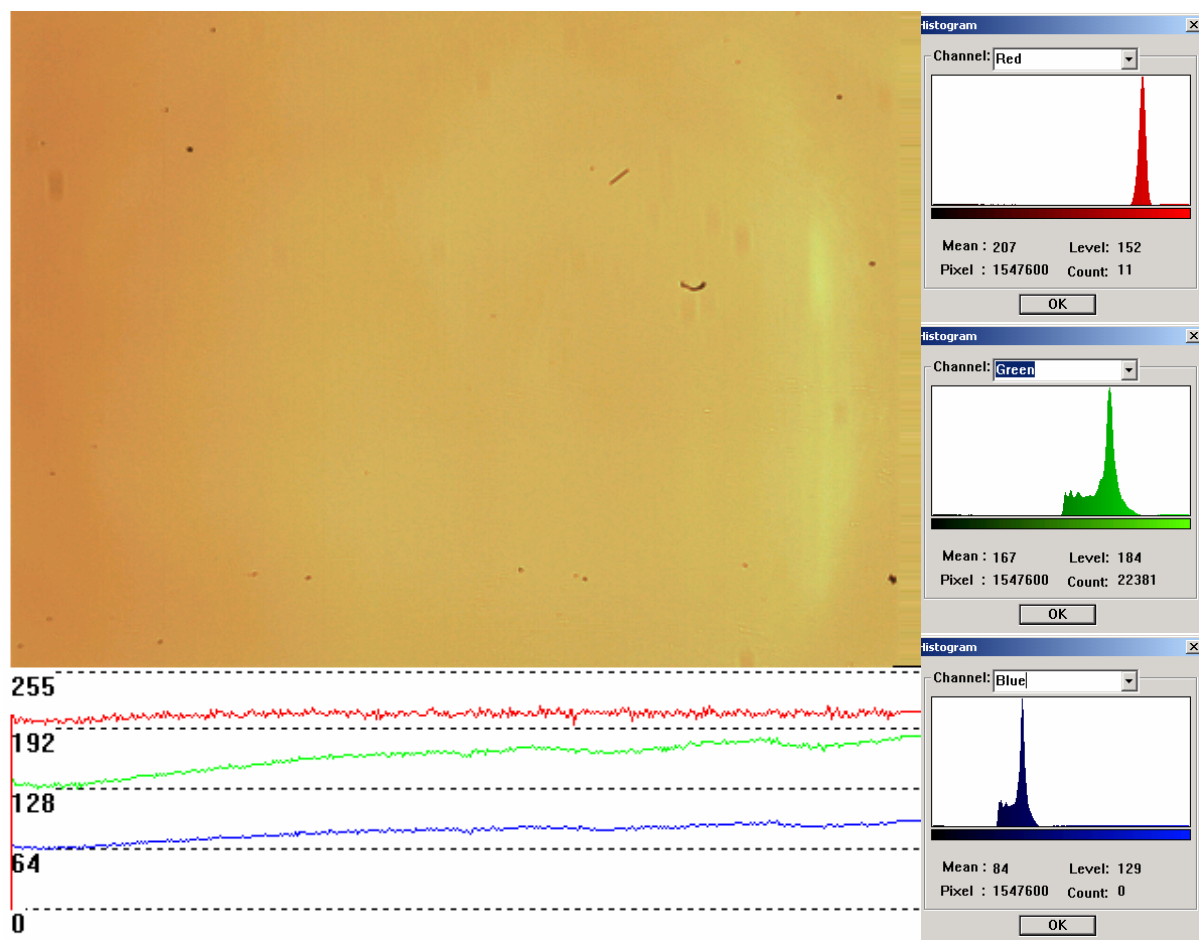 255
192
128
64
0
Histogram
Channel: Red
Mean : 207 Level: 152
Pixel : 1547600 Count: 11
OK
Histogram
Channel: Green
Mean : 167 Level: 184
Pixel : 1547600 Count: 22381
OK
Histogram
Channel: Blue
Mean : 84 Level: 129
Pixel : 1547600 Count: 0
OK